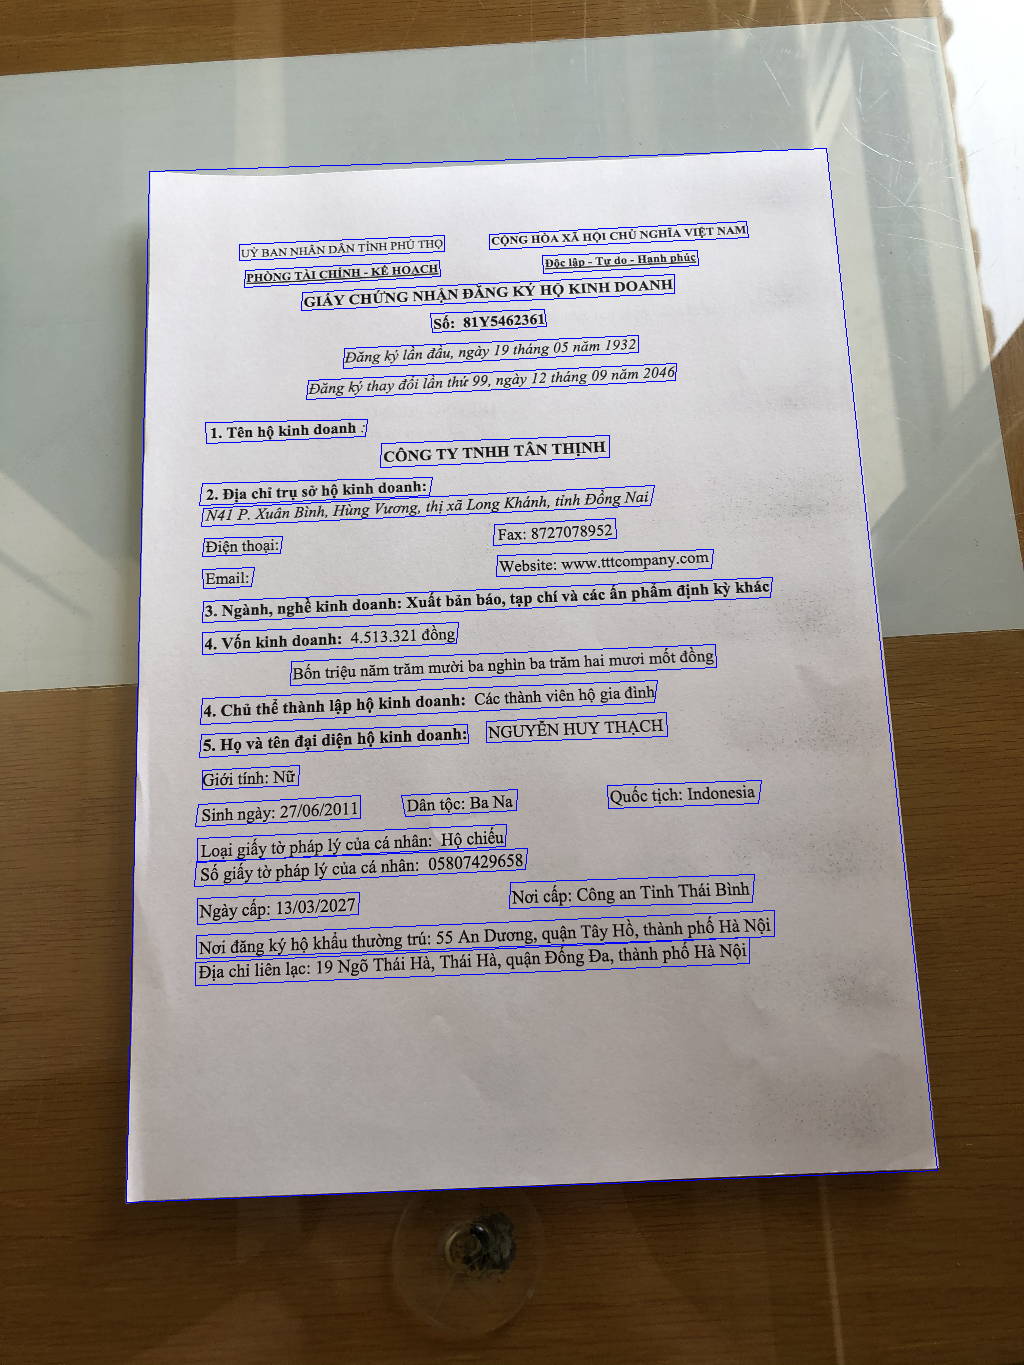 UỶ BAN NHÂN DÂN TỈNH PHÚ THỌ
CỘNG HÒA XÃ HỘI CHỦ NGHĨA VIỆT NAM
PHÒNG TÀI CHÍNH - KẾ HOẠCH
Độc lập - Tự do - Hạnh phúc
GIẤY CHỨNG NHẬN ĐĂNG KÝ HỘ KINH DOANH
Số: 81Y5462361
Đăng ký lần đầu, ngày 19 tháng 05 năm 1932
Đăng ký thay đổi lần thứ 99, ngày 12 tháng 09 năm 2046
1. Tên hộ kinh doanh :
CÔNG TY TNHH TÂN THỊNH
2. Địa chỉ trụ sở hộ kinh doanh:
N41 P. Xuân Bình, Hùng Vương, thị xã Long Khánh, tỉnh Đồng Nai
Điện thoại:
Fax: 8727078952
Email:
Website: www.tttcompany.com
3. Ngành, nghề kinh doanh: Xuất bản báo, tạp chí và các ấn phẩm định kỳ khác
4. Vốn kinh doanh: 4.513.321 đồng
Bốn triệu năm trăm mười ba nghìn ba trăm hai mươi mốt đồng
4. Chủ thể thành lập hộ kinh doanh: Các thành viên hộ gia đình
5. Họ và tên đại diện hộ kinh doanh: NGUYỄN HUY THẠCH
Giới tính: Nữ
Sinh ngày: 27/06/2011 Dân tộc: Ba Na Quốc tịch: Indonesia
Loại giấy tờ pháp lý của cá nhân: Hộ chiếu
Số giấy tờ pháp lý của cá nhân: 05807429658
Ngày cấp: 13/03/2027 Nơi cấp: Công an Tỉnh Thái Bình
Nơi đăng ký hộ khẩu thường trú: 55 An Dương, quận Tây Hồ, thành phố Hà Nội
Địa chỉ liên lạc: 19 Ngõ Thái Hà, Thái Hà, quận Đống Đa, thành phố Hà Nội